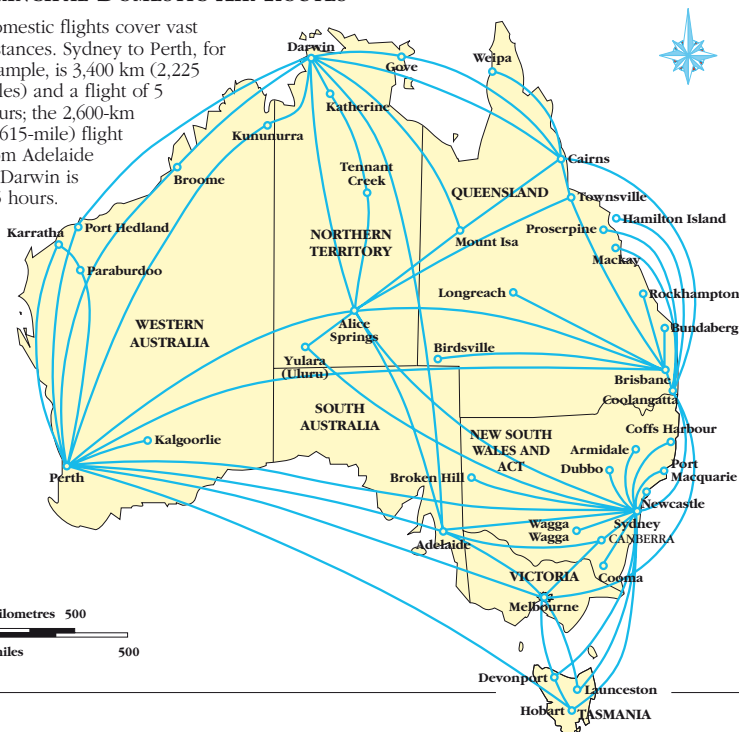 omestic flights cover vast
stances. Sydney to Perth, for
ample, is 3,400 km (2,225
les) and a flight of 5
urs; the 2,600-km
615-mile) flight
om Adelaide
Darwin is
hours.
Darwin
Gove
Weipa
Katherine
Kununurra
Cairns
Tennant
Creek
Broome
QUEENSLAND
Townsville
Hamilton Island
Karratha
Port Hedland
NORTHERN
TERRITORY
Mount Isa
Proserpine
Mackay
Paraburdoo
Longreach
Rockhampton
WESTERN
AUSTRALIA
Alice
Springs
Bundaberg
Birdsville
Yulara
(Uluru)
Brisbane
Coolangatta
SOUTH
AUSTRALIA
Coffs Harbour
NEW SOUTH
WALES AND
ACT
Kalgoorlie
Armidale
Dubbo
Port
Macquarie
Perth
Broken Hill
Newcastle
Sydney
Wagga
Wagga
CANBERRA
Adelaide
VICTORIA
Cooma
Melbourne
ilometres 500
miles 500
Devonport
Launceston
Hobart
TASMANIA